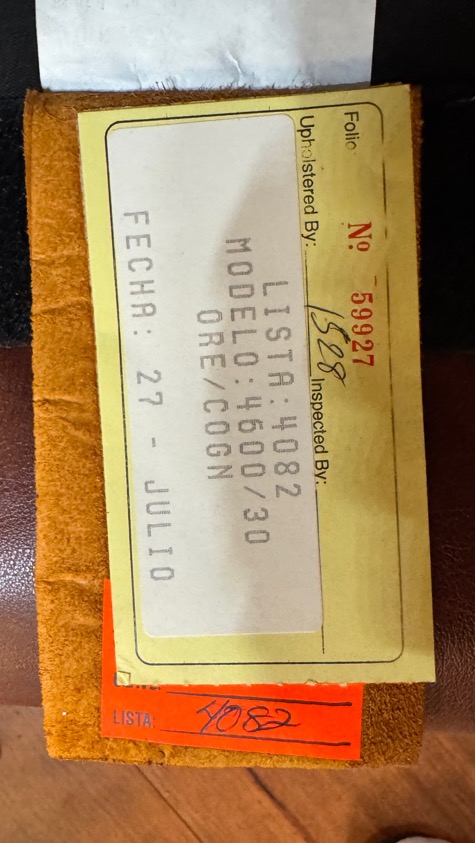 Folio
Nº 59927
Upholstered By: 1528 Inspected By:
LISTA:4082
MODELO:4600/30
ORE/COGN
FECHA: 27 - JULIO
LISTA: 4082